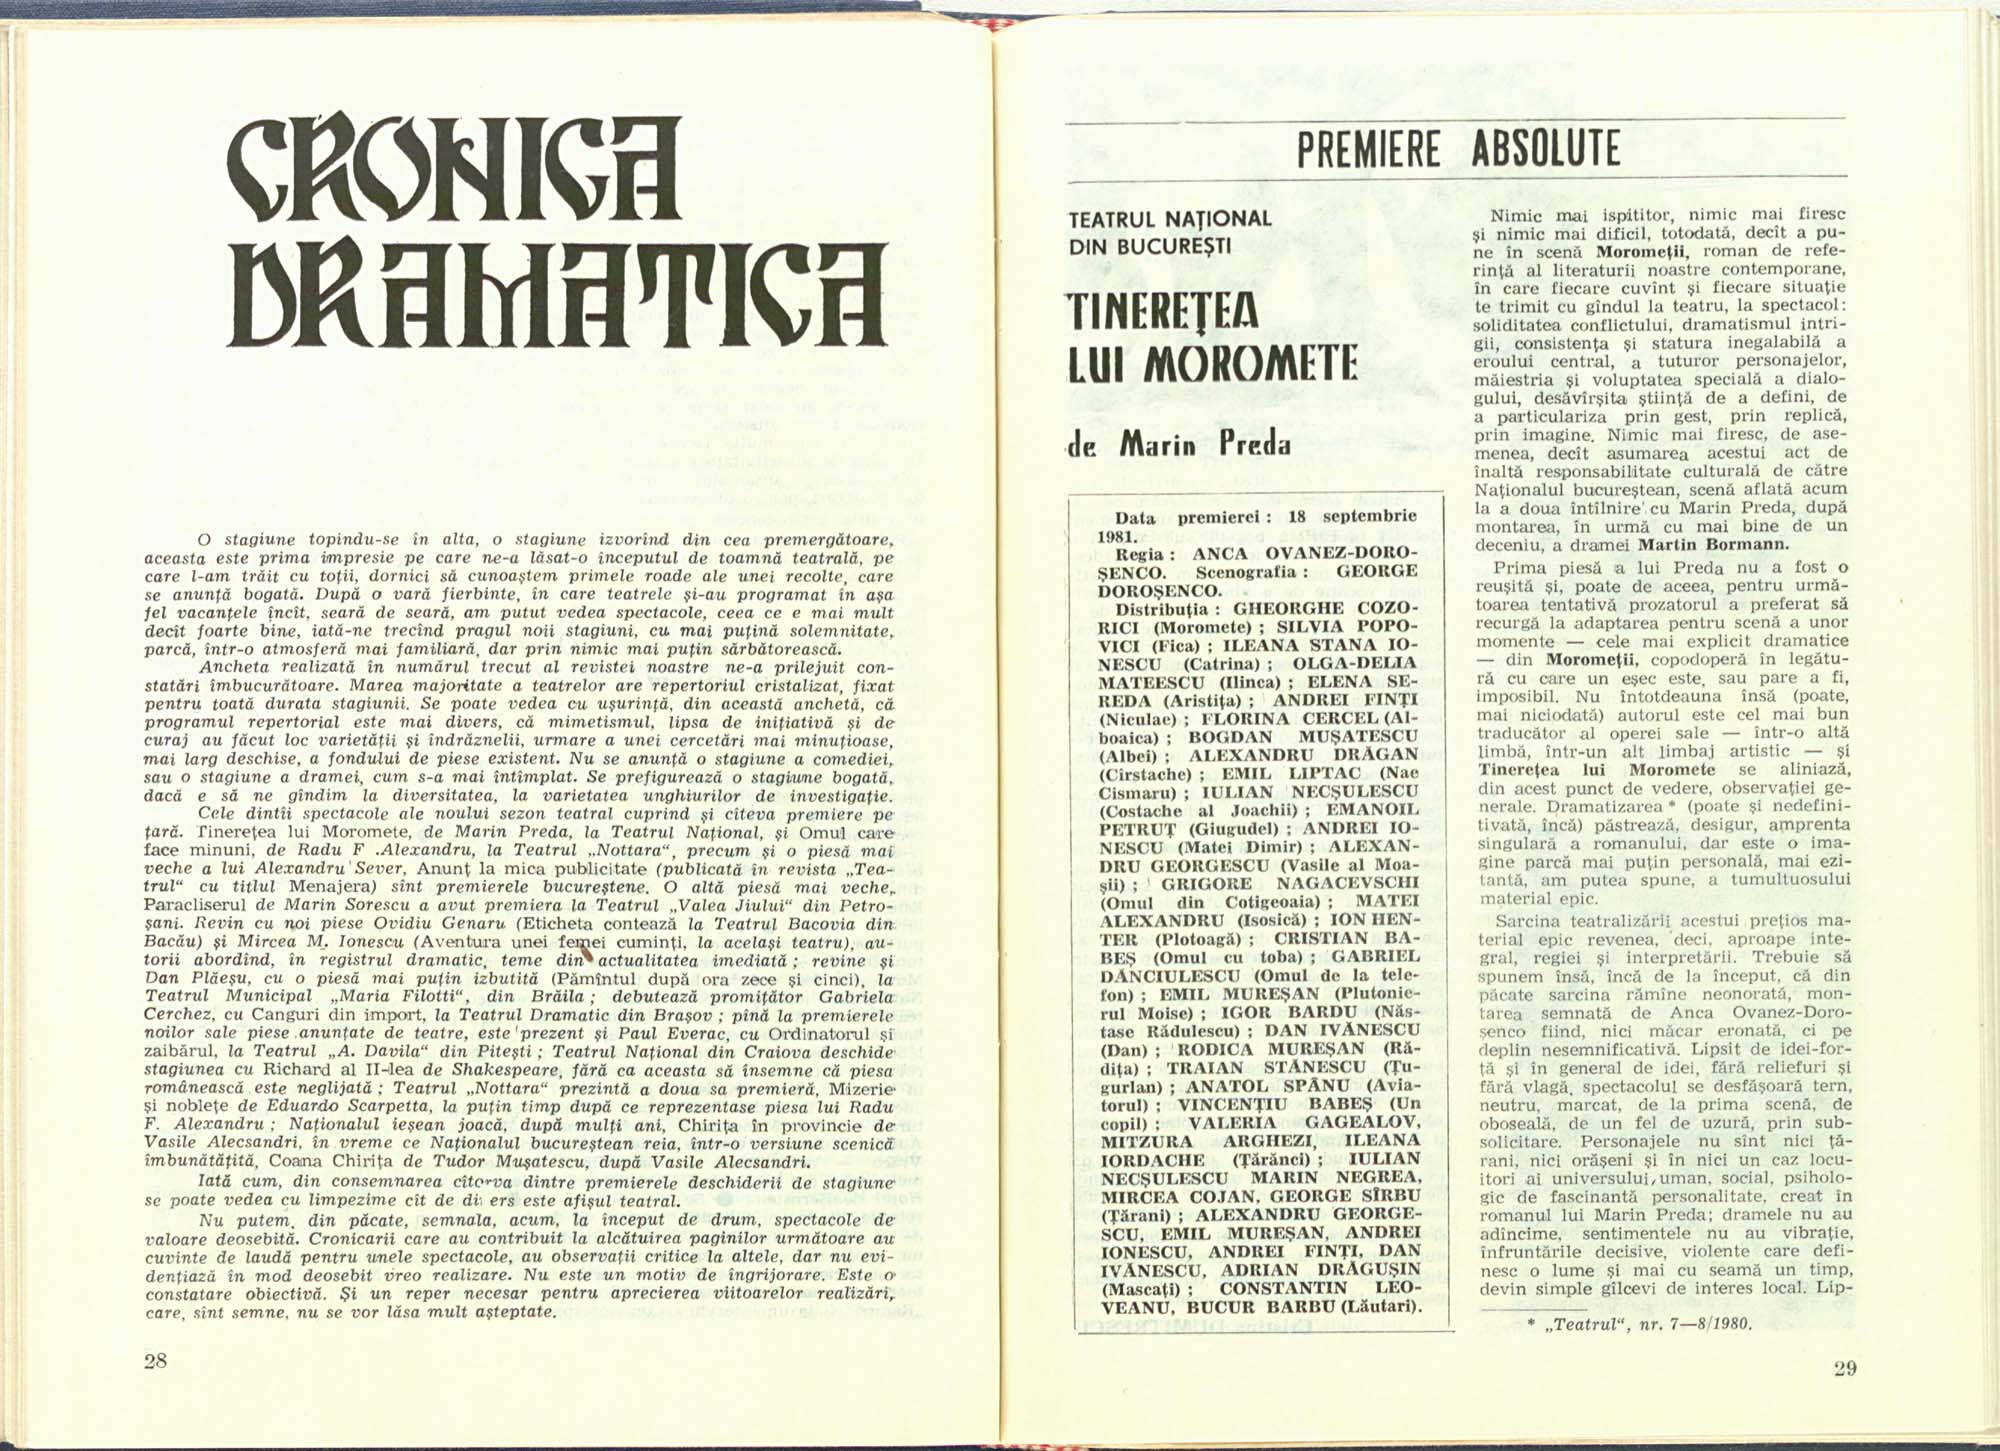 CRONICA
DRAMATICA
O stagiune topindu-se în alta, o stagiune izvorînd din cea premergătoare,
aceasta este prima impresie pe care ne-a lăsat-o începutul de toamnă teatrală, pe
care l-am trăit cu toții, dornici să cunoaștem primele roade ale unei recolte, care
se anunță bogată. După o vară fierbinte, în care teatrele și-au programat în așa
fel vacanțele încît, seară de seară, am putut vedea spectacole, ceea ce e mai mult
decît foarte bine, iată-ne trecînd pragul noii stagiuni, cu mai puțină solemnitate,
parcă, într-o atmosferă mai familiară, dar prin nimic mai puțin sărbătorească.
Ancheta realizată în numărul trecut al revistei noastre ne-a prilejuit con-
statări îmbucurătoare. Marea majoritate a teatrelor are repertoriul cristalizat, fixat
pentru toată durata stagiunii. Se poate vedea cu ușurință, din această anchetă, că
programul repertorial este mai divers, că mimetismul, lipsa de inițiativă și de
curaj au făcut loc varietății și îndrăznelii, urmare a unei cercetări mai minuțioase,
mai larg deschise, a fondului de piese existent. Nu se anunță o stagiune a comediei,
sau o stagiune a dramei, cum s-a mai întîmplat. Se prefigurează o stagiune bogată,
dacă e să ne gîndim la diversitatea, la varietatea unghiurilor de investigație.
Cele dintîi spectacole ale noului sezon teatral cuprind și cîteva premiere pe
țară. Tinerețea lui Moromete, de Marin Preda, la Teatrul Național, și Omul care
face minuni, de Radu F .Alexandru, la Teatrul „Nottara“, precum și o piesă mai
veche a lui Alexandru Sever, Anunț la mica publicitate (publicată în revista „Tea-
trul“ cu titlul Menajera) sînt premierele bucureștene. O altă piesă mai veche,
Paracliserul de Marin Sorescu a avut premiera la Teatrul „Valea Jiului“ din Petro-
șani. Revin cu noi piese Ovidiu Genaru (Eticheta contează la Teatrul Bacovia din
Bacău) și Mircea M. Ionescu (Aventura unei femei cuminți, la același teatru), au-
torii abordînd, în registrul dramatic, teme din actualitatea imediată ; revine și
Dan Plăeșu, cu o piesă mai puțin izbutită (Pămîntul după ora zece și cinci), la
Teatrul Municipal „Maria Filotti“, din Brăila ; debutează promițător Gabriela
Cerchez, cu Canguri din import, la Teatrul Dramatic din Brașov ; pînă la premierele
noilor sale piese anunțate de teatre, este prezent și Paul Everac, cu Ordinatorul și
zaibărul, la Teatrul „A. Davila“ din Pitești ; Teatrul Național din Craiova deschide
stagiunea cu Richard al II-lea de Shakespeare, fără ca aceasta să însemne că piesa
românească este neglijată ; Teatrul „Nottara“ prezintă a doua sa premieră, Mizerie
și noblețe de Eduardo Scarpetta, la puțin timp după ce reprezentase piesa lui Radu
F. Alexandru ; Naționalul ieșean joacă, după mulți ani, Chirița în provincie de
Vasile Alecsandri, în vreme ce Naționalul bucureștean reia, într-o versiune scenică
îmbunătățită, Coana Chirița de Tudor Mușatescu, după Vasile Alecsandri.
Iată cum, din consemnarea cîtorva dintre premierele deschiderii de stagiune
se poate vedea cu limpezime cît de divers este afișul teatral.
Nu putem, din păcate, semnala, acum, la început de drum, spectacole de
valoare deosebită. Cronicarii care au contribuit la alcătuirea paginilor următoare au
cuvinte de laudă pentru unele spectacole, au observații critice la altele, dar nu evi-
dențiază în mod deosebit vreo realizare. Nu este un motiv de îngrijorare. Este o
constatare obiectivă. Și un reper necesar pentru aprecierea viitoarelor realizări,
care, sînt semne, nu se vor lăsa mult așteptate.
28
PREMIERE ABSOLUTE
TEATRUL NAȚIONAL
DIN BUCUREȘTI
TINEREȚEA
LUI MOROMETE
de Marin Preda
Data premierei : 18 septembrie
1981.
Regia : ANCA OVANEZ-DORO-
ȘENCO. Scenografia : GEORGE
DOROȘENCO.
Distribuția : GHEORGHE COZO-
RICI (Moromete) ; SILVIA POPO-
VICI (Fica) ; ILEANA STANA IO-
NESCU (Catrina) ; OLGA-DELIA
MATEESCU (Ilinca) ; ELENA SE-
REDA (Aristița) ; ANDREI FINȚI
(Niculae) ; FLORINA CERCEL (Al-
boaica) ; BOGDAN MUȘATESCU
(Albei) ; ALEXANDRU DRĂGAN
(Cîrstache) ; EMIL LIPTAC (Nae
Cismaru) ; IULIAN NECȘULESCU
(Costache al Joachii) ; EMANOIL
PETRUȚ (Giugudel) ; ANDREI IO-
NESCU (Matei Dimir) ; ALEXAN-
DRU GEORGESCU (Vasile al Moa-
șii) ; GRIGORE NAGACEVSCHI
(Omul din Cotigeoaia) ; MATEI
ALEXANDRU (Isosică) ; ION HEN-
TER (Plotoagă) ; CRISTIAN BA-
BEȘ (Omul cu toba) ; GABRIEL
DĂNCIULESCU (Omul de la tele-
fon) ; EMIL MUREȘAN (Plutonie-
rul Moise) ; IGOR BARDU (Năs-
tase Rădulescu) ; DAN IVĂNESCU
(Dan) ; RODICA MUREȘAN (Ră-
dița) ; TRAIAN STĂNESCU (Țu-
gurlan) ; ANATOL SPÂNU (Avia-
torul) ; VINCENȚIU BABEȘ (Un
copil) ; VALERIA GAGEALOV,
MITZURA ARGHEZI, ILEANA
IORDACHE (Țărănci) ; IULIAN
NECȘULESCU MARIN NEGREA,
MIRCEA COJAN, GEORGE SÎRBU
(Țărani) ; ALEXANDRU GEORGE-
SCU, EMIL MUREȘAN, ANDREI
IONESCU, ANDREI FINȚI, DAN
IVĂNESCU, ADRIAN DRĂGUȘIN
(Mascați) ; CONSTANTIN LEO-
VEANU, BUCUR BARBU (Lăutari).
Nimic mai ispititor, nimic mai firesc
și nimic mai dificil, totodată, decît a pu-
ne în scenă Moromeții, roman de refe-
rință al literaturii noastre contemporane,
în care fiecare cuvînt și fiecare situație
te trimit cu gîndul la teatru, la spectacol:
soliditatea conflictului, dramatismul intri-
gii, consistența și statura inegalabilă a
eroului central, a tuturor personajelor,
măiestria și voluptatea specială a dialo-
gului, desăvîrșita știință de a defini, de
a particulariza prin gest, prin replică,
prin imagine. Nimic mai firesc, de ase-
menea, decît asumarea acestui act de
înaltă responsabilitate culturală de către
Naționalul bucureștean, scenă aflată acum
la a doua întîlnire cu Marin Preda, după
montarea, în urmă cu mai bine de un
deceniu, a dramei Martin Bormann.
Prima piesă a lui Preda nu a fost o
reușită și, poate de aceea, pentru urmă-
toarea tentativă prozatorul a preferat să
recurgă la adaptarea pentru scenă a unor
momente — cele mai explicit dramatice
— din Moromeții, copodoperă în legătu-
ră cu care un eșec este, sau pare a fi,
imposibil. Nu întotdeauna însă (poate,
mai niciodată) autorul este cel mai bun
traducător al operei sale — într-o altă
limbă, într-un alt limbaj artistic — și
Tinerețea lui Moromete se aliniază,
din acest punct de vedere, observației ge-
nerale. Dramatizarea * (poate și nedefini-
tivată, încă) păstrează, desigur, amprenta
singulară a romanului, dar este o ima-
gine parcă mai puțin personală, mai ezi-
tantă, am putea spune, a tumultuosului
material epic.
Sarcina teatralizării acestui prețios ma-
terial epic revenea, deci, aproape inte-
gral, regiei și interpretării. Trebuie să
spunem însă, încă de la început, că din
păcate sarcina rămîne neonorată, mon-
tarea semnată de Anca Ovanez-Doro-
șenco fiind, nici măcar eronată, ci pe
deplin nesemnificativă. Lipsit de idei-for-
ță și în general de idei, fără reliefuri și
fără vlagă, spectacolul se desfășoară tern,
neutru, marcat, de la prima scenă, de
oboseală, de un fel de uzură, prin sub-
solicitare. Personajele nu sînt nici ță-
rani, nici orășeni și în nici un caz locu-
itori ai universului uman, social, psiholo-
gic de fascinantă personalitate, creat în
romanul lui Marin Preda; dramele nu au
adîncime, sentimentele nu au vibrație,
înfruntările decisive, violente care defi-
nesc o lume și mai cu seamă un timp,
devin simple gîlcevi de interes local. Lip-
* „Teatrul“, nr. 7—8/1980.
29